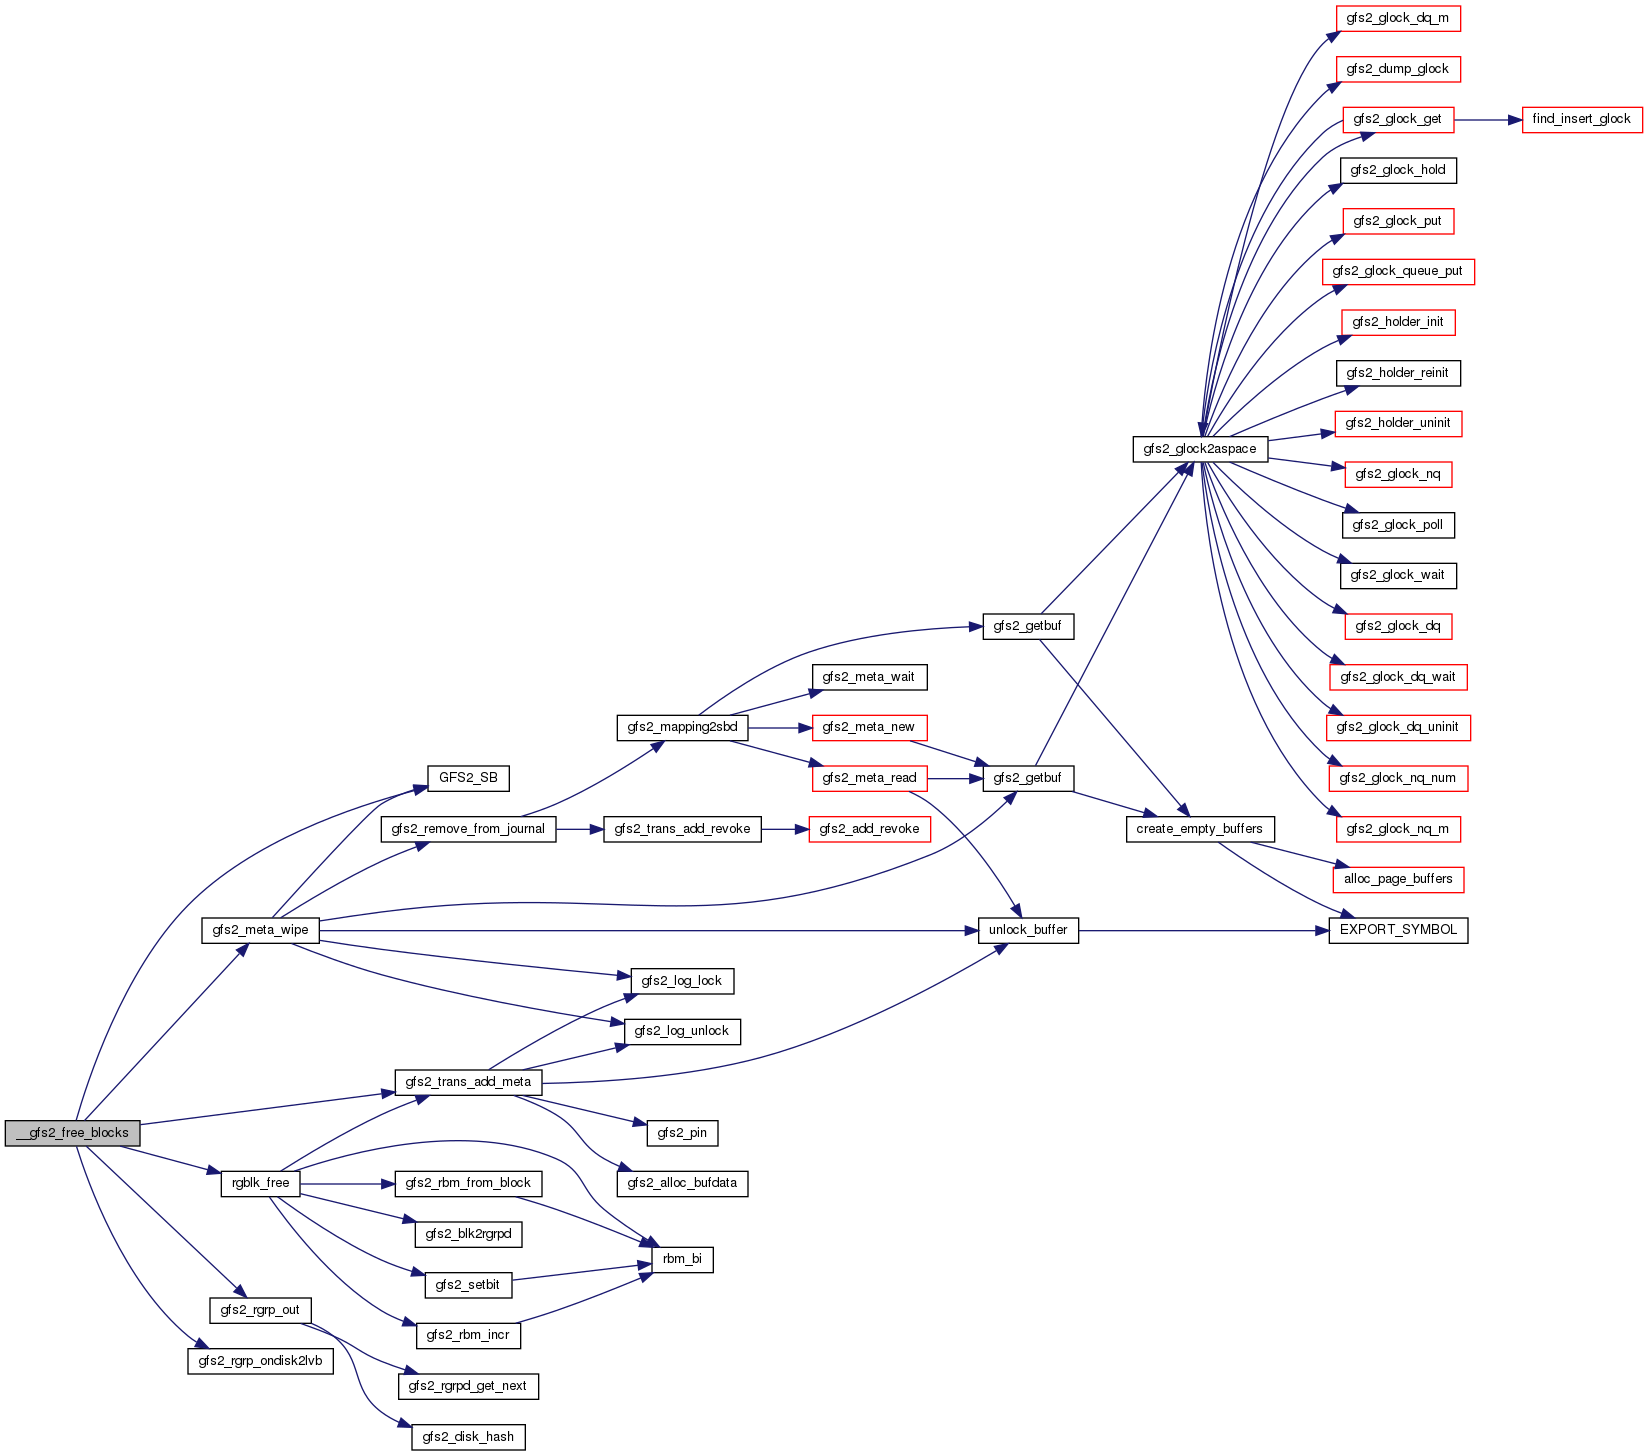 gfs2_glock_dq_m
gfs2_dump_glock
gfs2_glock_get
find_insert_glock
gfs2_glock_hold
gfs2_glock_put
gfs2_glock_queue_put
gfs2_holder_init
gfs2_holder_reinit
gfs2_holder_uninit
gfs2_glock2aspace
gfs2_glock_nq
gfs2_glock_poll
gfs2_glock_wait
gfs2_getbuf
gfs2_glock_dq
gfs2_meta_wait
gfs2_glock_dq_wait
gfs2_mapping2sbd
gfs2_meta_new
gfs2_glock_dq_uninit
GFS2_SB
gfs2_meta_read
gfs2_getbuf
gfs2_glock_nq_num
gfs2_remove_from_journal
gfs2_trans_add_revoke
gfs2_add_revoke
create_empty_buffers
gfs2_glock_nq_m
alloc_page_buffers
gfs2_meta_wipe
unlock_buffer
EXPORT_SYMBOL
gfs2_log_lock
gfs2_log_unlock
gfs2_trans_add_meta
__gfs2_free_blocks
gfs2_pin
rgblk_free
gfs2_rbm_from_block
gfs2_alloc_bufdata
gfs2_blk2rgrpd
rbm_bi
gfs2_setbit
gfs2_rgrp_out
gfs2_rbm_incr
gfs2_rgrp_ondisk2lvb
gfs2_rgrpd_get_next
gfs2_disk_hash